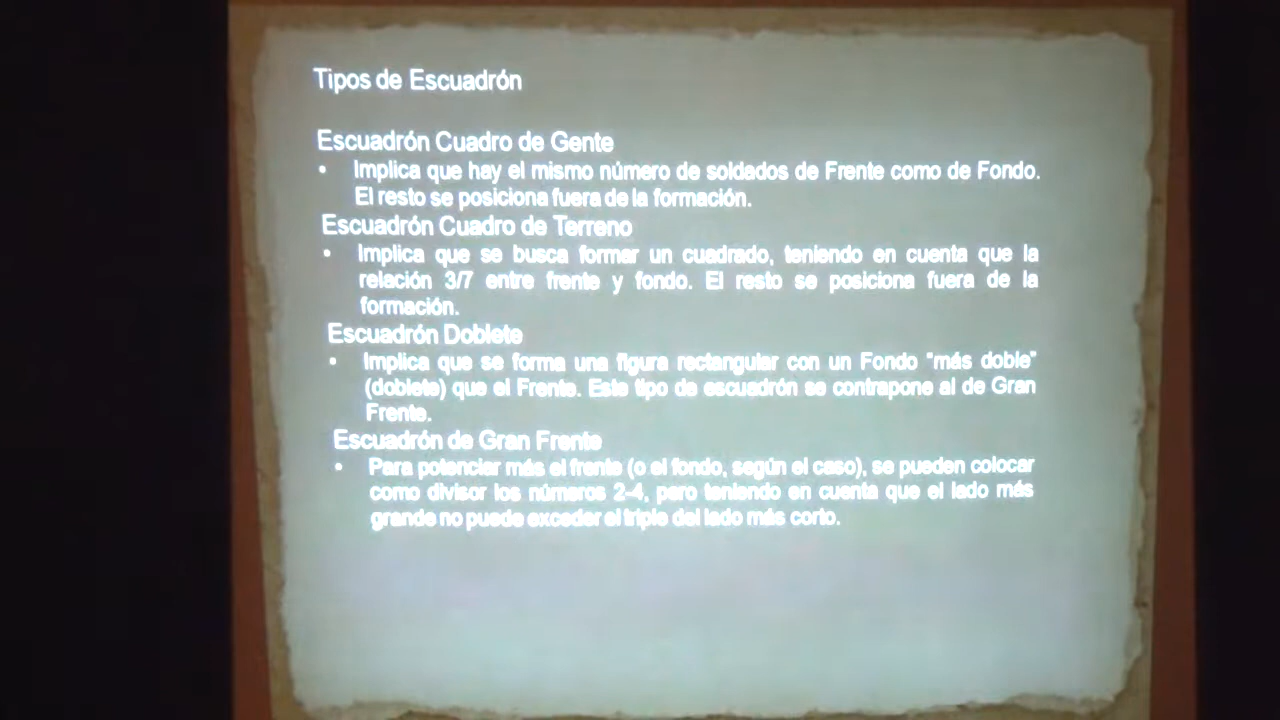 Tipos de Escuadrón
Escuadrón Cuadro de Gente
• Implica que hay el mismo número de soldados de Frente como de Fondo.
El resto se posiciona fuera de la formación.
Escuadrón Cuadro de Terreno
• Implica que se busca formar un cuadrado, teniendo en cuenta que la
relación 3/7 entre frente y fondo. El resto se posiciona fuera de la
formación.
Escuadrón Doblete
• Implica que se forma una figura rectangular con un Fondo "más doble"
(doblete) que el Frente. Este tipo de escuadrón se contrapone al de Gran
Frente.
Escuadrón de Gran Frente
• Para potenciar más el frente (o el fondo, según el caso), se pueden colocar
como divisor los números 2-4, pero teniendo en cuenta que el lado más
grande no puede exceder el triple del lado más corto.